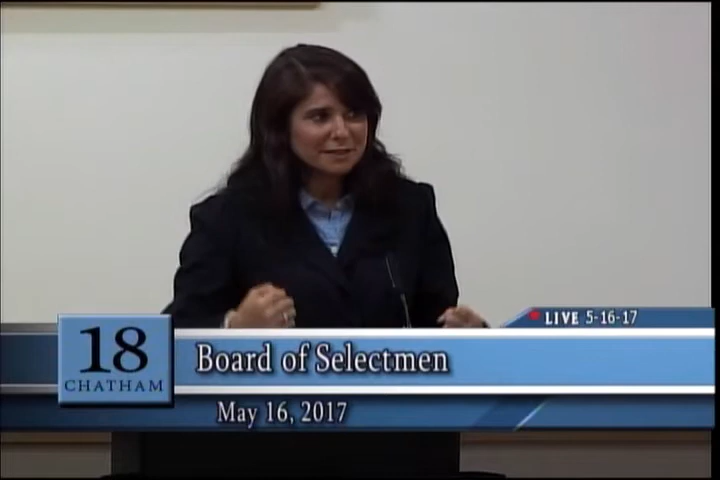 LIVE 5-16-17
18
CHATHAM
Board of Selectmen
May 16, 2017